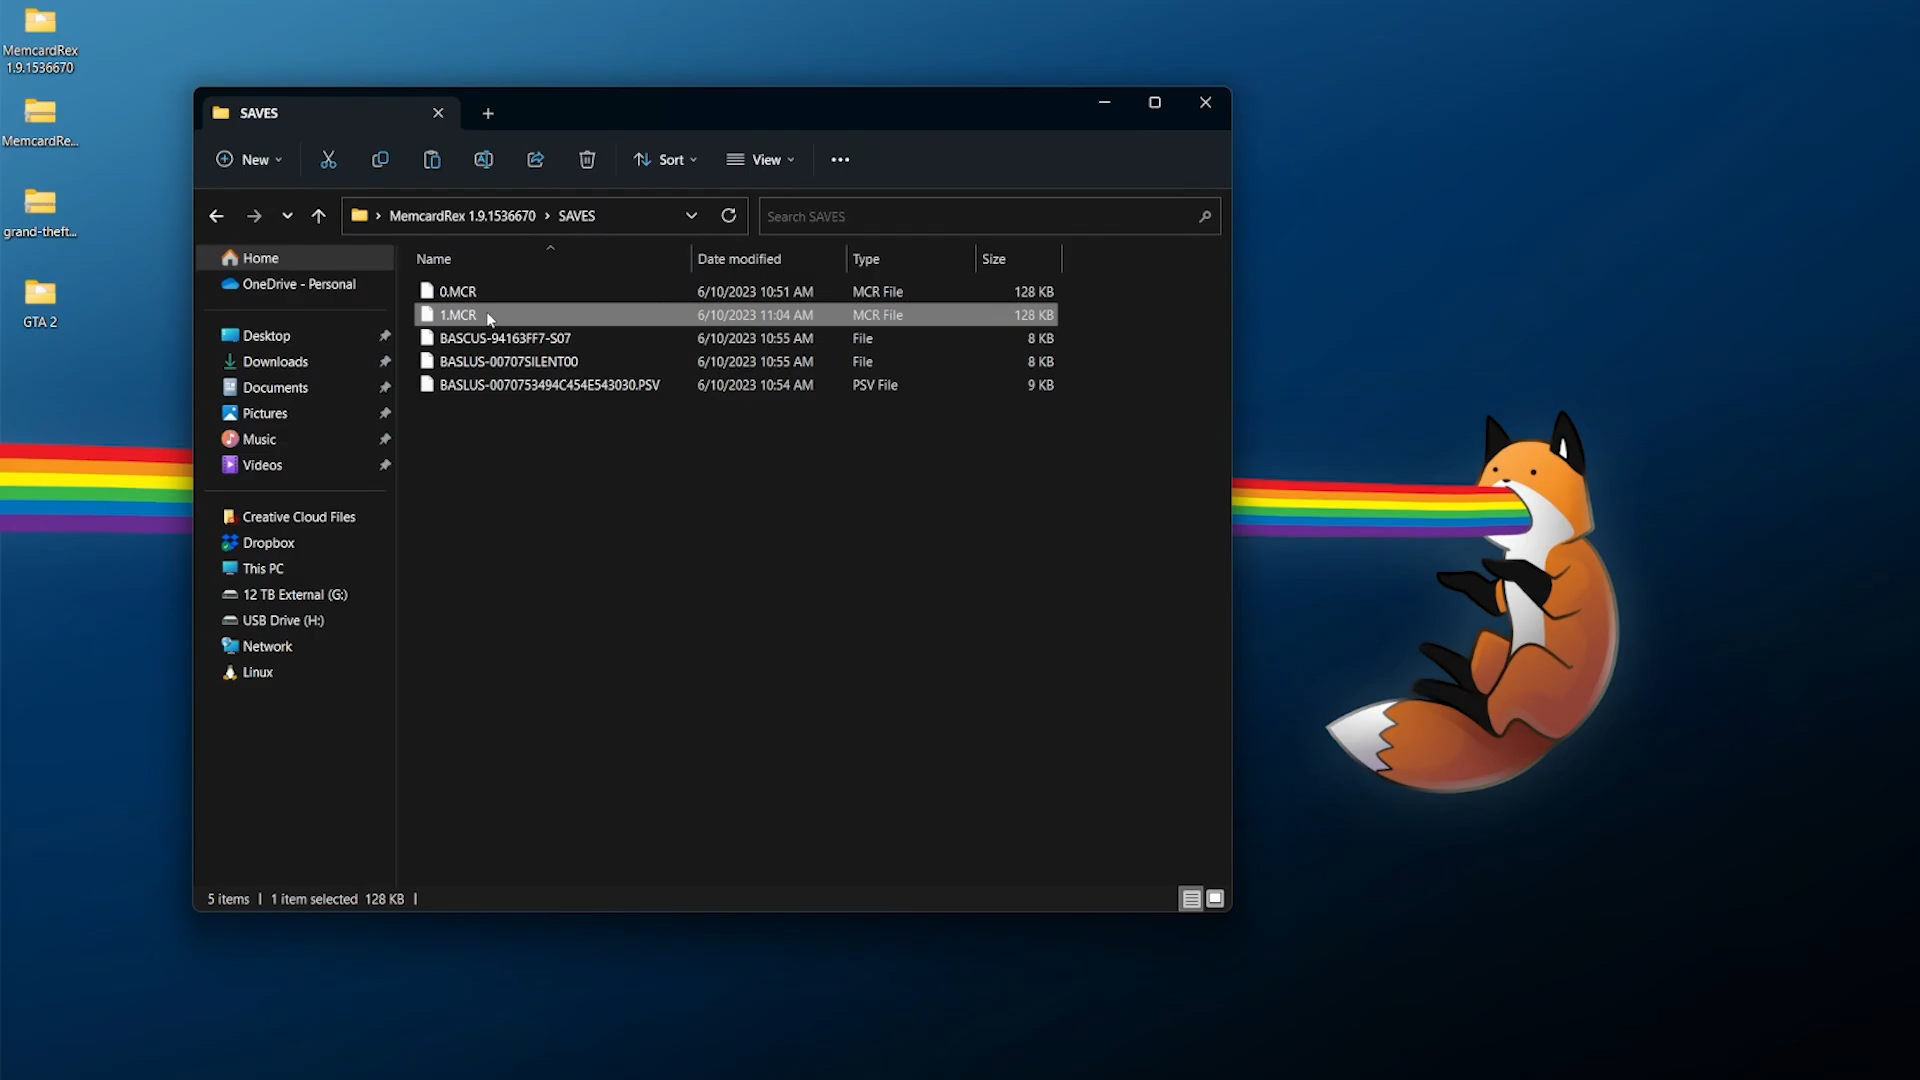 MemcardRex
1.9.1536670
MemcardRe...
grand-theft...
GTA 2
SAVES
New
Sort
View
MemcardRex 1.9.1536670 > SAVES
Search SAVES
Home
OneDrive - Personal
Desktop
Downloads
Documents
Pictures
Music
Videos
Creative Cloud Files
Dropbox
This PC
12 TB External (G:)
USB Drive (H:)
Network
Linux
Name Date modified Type Size
0.MCR 6/10/2023 10:51 AM MCR File 128 KB
1.MCR 6/10/2023 11:04 AM MCR File 128 KB
BASCUS-94163FF7-S07 6/10/2023 10:55 AM File 8 KB
BASLUS-00707SILENT00 6/10/2023 10:55 AM File 8 KB
BASLUS-0070753494C454E543030.PSV 6/10/2023 10:54 AM PSV File 9 KB
5 items | 1 item selected 128 KB |